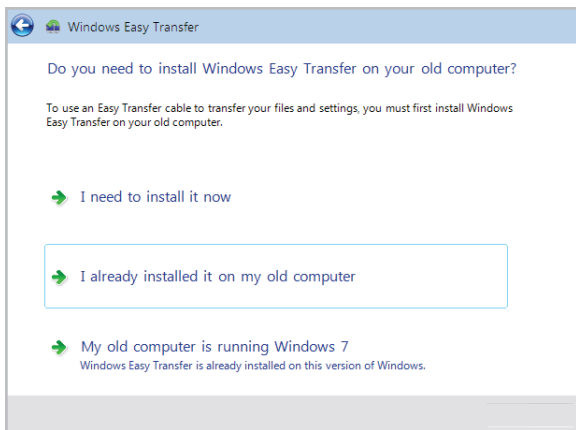 Windows Easy Transfer
Do you need to install Windows Easy Transfer on your old computer?
To use an Easy Transfer cable to transfer your files and settings, you must first install Windows
Easy Transfer on your old computer.
I need to install it now
I already installed it on my old computer
My old computer is running Windows 7
Windows Easy Transfer is already installed on this version of Windows.